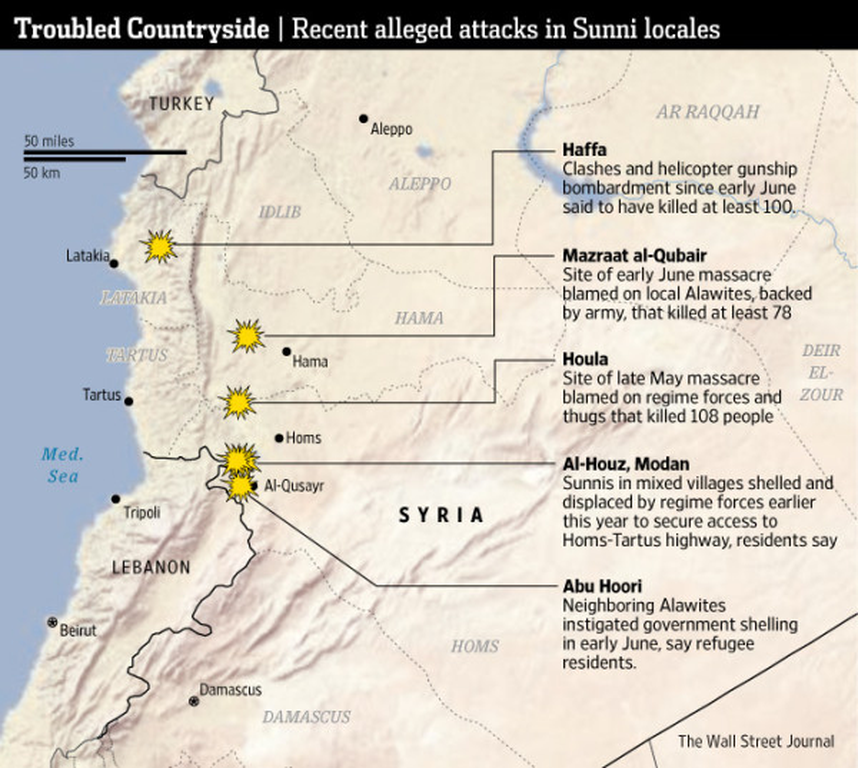 Troubled Countryside | Recent alleged attacks in Sunni locales
TURKEY
50 miles
50 km
Aleppo
AR RAQQAH
ALEPPO
IDLIB
Haffa
Clashes and helicopter gunship
bombardment since early June
said to have killed at least 100.
Latakia
LATAKIA
Mazraat al-Qubair
Site of early June massacre
blamed on local Alawites, backed
by army, that killed at least 78
HAMA
TARTUS
Hama
DEIR
EL-
ZOUR
Houla
Site of late May massacre
blamed on regime forces and
thugs that killed 108 people
Tartus
Homs
Med.
Sea
Al-Houz, Modan
Sunnis in mixed villages shelled and
displaced by regime forces earlier
this year to secure access to
Homs-Tartus highway, residents say
Al-Qusayr
Tripoli
SYRIA
LEBANON
Abu Hoori
Neighboring Alawites
instigated government shelling
in early June, say refugee
residents.
Beirut
HOMS
Damascus
DAMASCUS
The Wall Street Journal